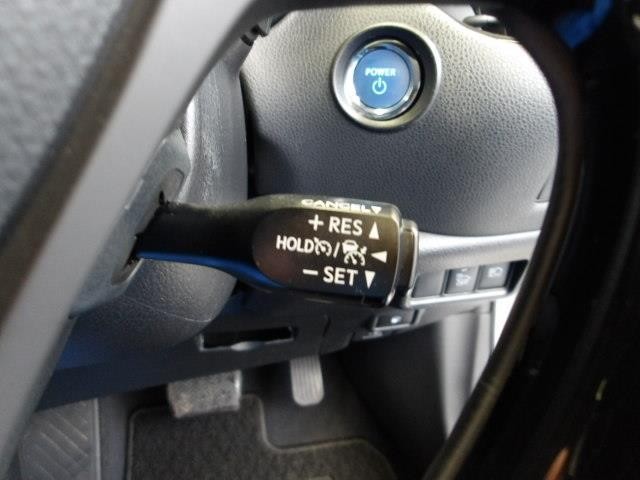 POWER
CANCEL▼
+ RES ▲
HOLD / ◄
− SET ▼